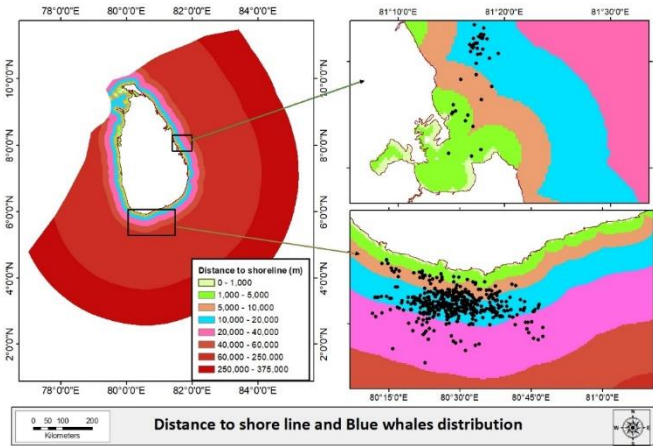 78°0'0"E 80°0'0"E 82°0'0"E 84°0'0"E
10°0'0"N
8°0'0"N
6°0'0"N
4°0'0"N
2°0'0"N
78°0'0"E 80°0'0"E 82°0'0"E 84°0'0"E
Distance to shoreline (m)
0 - 1,000
1,000 - 5,000
5,000 - 10,000
10,000 - 20,000
20,000 - 40,000
40,000 - 60,000
60,000 - 250,000
250,000 - 375,000
81°10'0"E 81°20'0"E 81°30'0"E
80°15'0"E 80°30'0"E 80°45'0"E 81°0'0"E
0 50 100 200
Kilometers
Distance to shore line and Blue whales distribution
W E